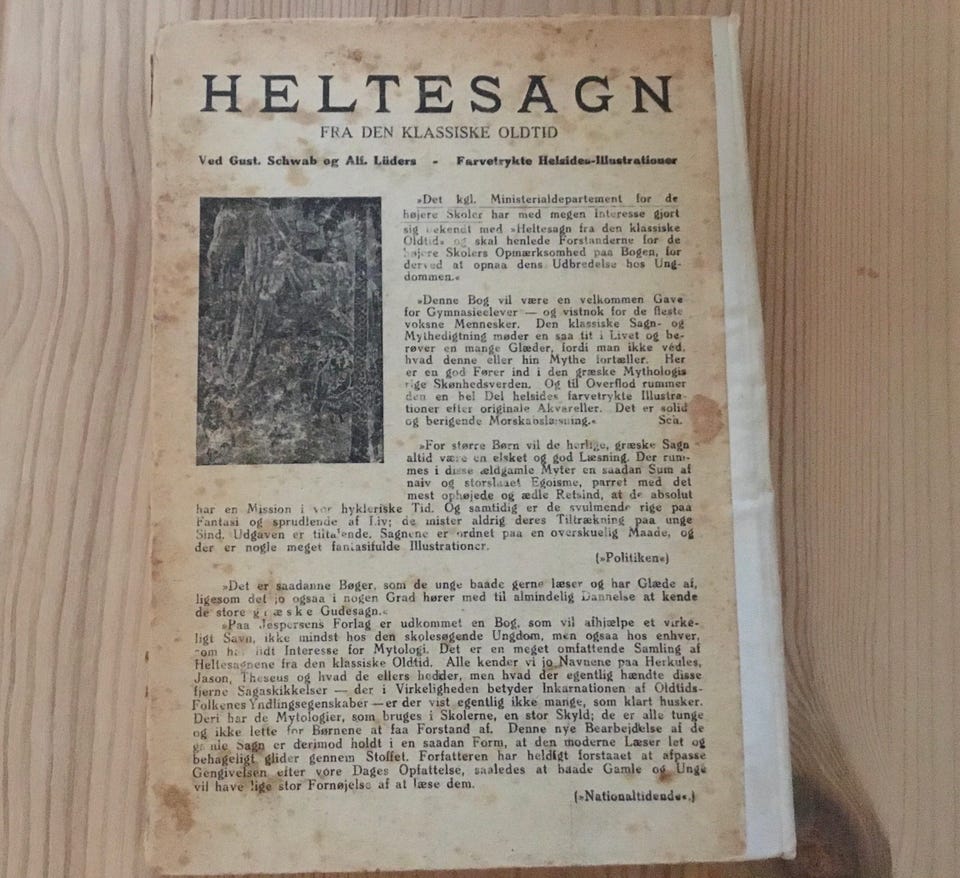 HELTESAGN
FRA DEN KLASSISKE OLDTID
Ved Gust. Schwab og Alf. Lüders - Farvetrykte Helsides-Illustrationer
»Det kgl. Ministerialdepartement for de
højere Skoler har med megen Interesse gjort
sig bekendt med »Heltesagn fra den klassiske
Oldtid« og skal henlede Forstanderne for de
højere Skolers Opmærksomhed paa Bogen, for
derved at opnaa dens Udbredelse hos Ung-
dommen.«
»Denne Bog vil være en velkommen Gave
for Gymnasieelever — og vistnok for de fleste
voksne Mennesker. Den klassiske Sagn- og
Mythedigtning møder en saa tit i Livet og be-
røver en mange Glæder, fordi man ikke véd,
hvad denne eller hin Mythe fortæller. Her
er en god Fører ind i den græske Mythologis
rige Skønhedsverden. Og til Overflod rummer
den en hel Del helsides farvetrykte Illustra-
tioner efter originale Akvareller. Det er solid
og berigende Morskabslæsning.«
»For større Børn vil de herlige, græske Sagn
altid være en elsket og god Læsning. Der rum-
mes i disse ældgamle Myter en saadan Sum af
naiv og storslaaet Egoisme, parret med det
mest ophøjede og ædle Retsind, at de absolut
har en Mission i vor hykleriske Tid. Og samtidig er de svulmende rige paa
Fantasi og sprudlende af Liv; de mister aldrig deres Tiltrækning paa unge
Sind. Udgaven er tiltalende. Sagnene er ordnet paa en overskuelig Maade, og
der er nogle meget fantasifulde Illustrationer.
(»Politiken«)
»Det er saadanne Bøger, som de unge baade gerne læser og har Glæde af,
ligesom det jo ogsaa i nogen Grad hører med til almindelig Dannelse at kende
de store græske Gudesagn.«
»Paa Jespersens Forlag er udkommet en Bog, som vil afhjælpe et virke-
ligt Savn, ikke mindst hos den skolesøgende Ungdom, men ogsaa hos enhver,
som har lidt Interesse for Mytologi. Det er en meget omfattende Samling af
Heltesagnene fra den klassiske Oldtid. Alle kender vi jo Navnene paa Herkules,
Jason, Theseus og hvad de ellers hedder, men hvad der egentlig hændte disse
fjerne Sagaskikkelser — der i Virkeligheden betyder Inkarnationen af Oldtids-
Folkenes Yndlingsegenskaber — er der vist egentlig ikke mange, som klart husker.
Deri har de Mytologier, som bruges i Skolerne, en stor Skyld; de er alle tunge
og ikke lette for Børnene at faa Forstand af. Denne nye Bearbejdelse af de
gamle Sagn er derimod holdt i en saadan Form, at den moderne Læser let og
behageligt glider gennem Stoffet. Forfatteren har heldigt forstaaet at afpasse
Gengivelsen efter vore Dages Opfattelse, saaledes at baade Gamle og Unge
vil have lige stor Fornøjelse af at læse dem.
(»Nationaltidende«.)